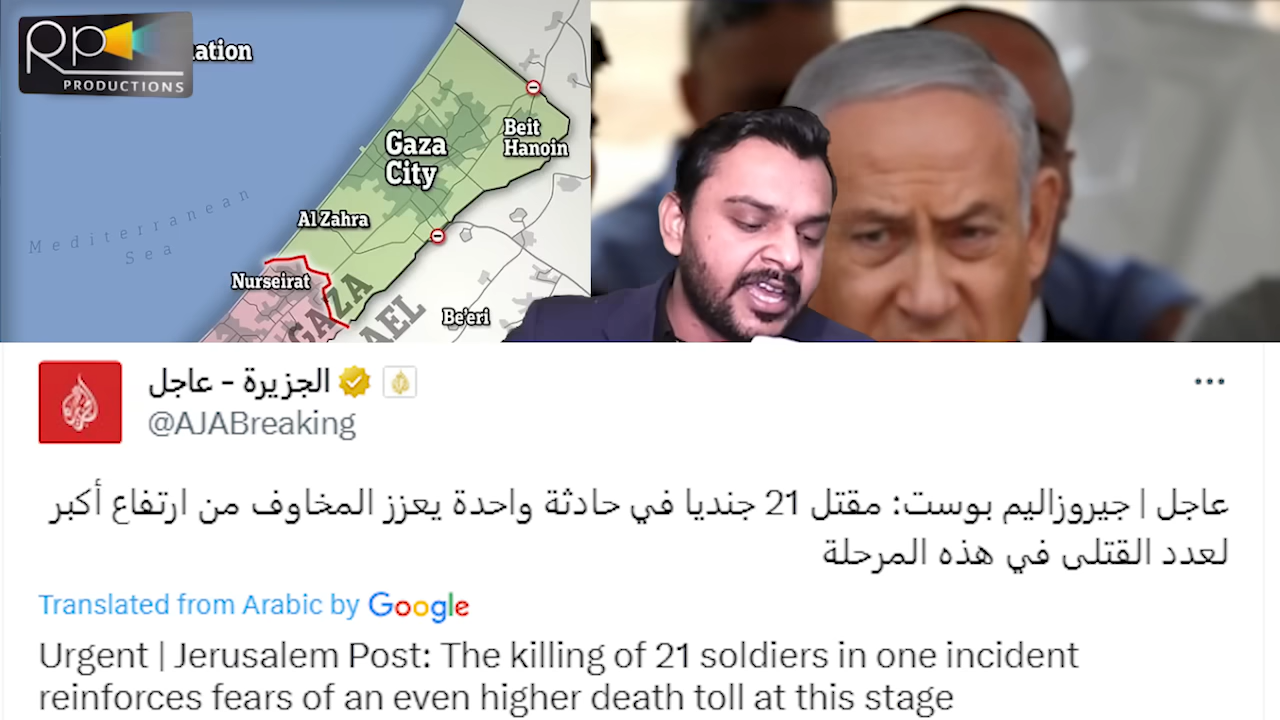 RP
PRODUCTIONS
ation
Gaza
City
Beit
Hanoin
Al Zahra
Mediterranean
Sea
Nurseirat
GAZA
AEL
Be'eri
الجزيرة - عاجل
@AJABreaking
عاجل | جيروزاليم بوست: مقتل 21 جنديا في حادثة واحدة يعزز المخاوف من ارتفاع أكبر
لعدد القتلى في هذه المرحلة
Translated from Arabic by Google
Urgent | Jerusalem Post: The killing of 21 soldiers in one incident
reinforces fears of an even higher death toll at this stage